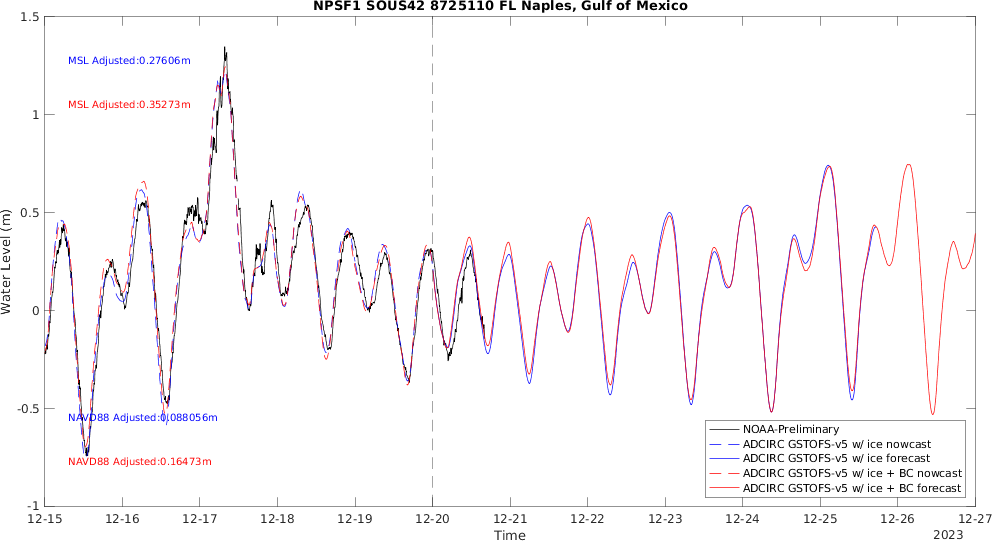 NPSF1 SOUS42 8725110 FL Naples, Gulf of Mexico
Water Level (m)
1.5
1
0.5
0
-0.5
-1
MSL Adjusted:0.27606m
MSL Adjusted:0.35273m
NAVD88 Adjusted:0.088056m
NAVD88 Adjusted:0.16473m
NOAA-Preliminary
ADCIRC GSTOFS-v5 w/ ice nowcast
ADCIRC GSTOFS-v5 w/ ice forecast
ADCIRC GSTOFS-v5 w/ ice + BC nowcast
ADCIRC GSTOFS-v5 w/ ice + BC forecast
12-15 12-16 12-17 12-18 12-19 12-20 12-21 12-22 12-23 12-24 12-25 12-26 12-27
Time
2023